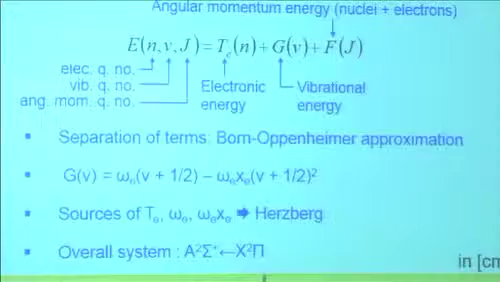 Angular momentum energy (nuclei + electrons)
E(n,v,J) = Te(n) + G(v) + F(J)
elec. q. no.
vib. q. no.
ang. mom. q. no.
Electronic energy
Vibrational energy
▪ Separation of terms: Born-Oppenheimer approximation
▪ G(v) = ωe(v + 1/2) – ωexe(v + 1/2)²
▪ Sources of Te, ωe, ωexe ➡ Herzberg
▪ Overall system : A²Σ⁺←X²Π
in [cm